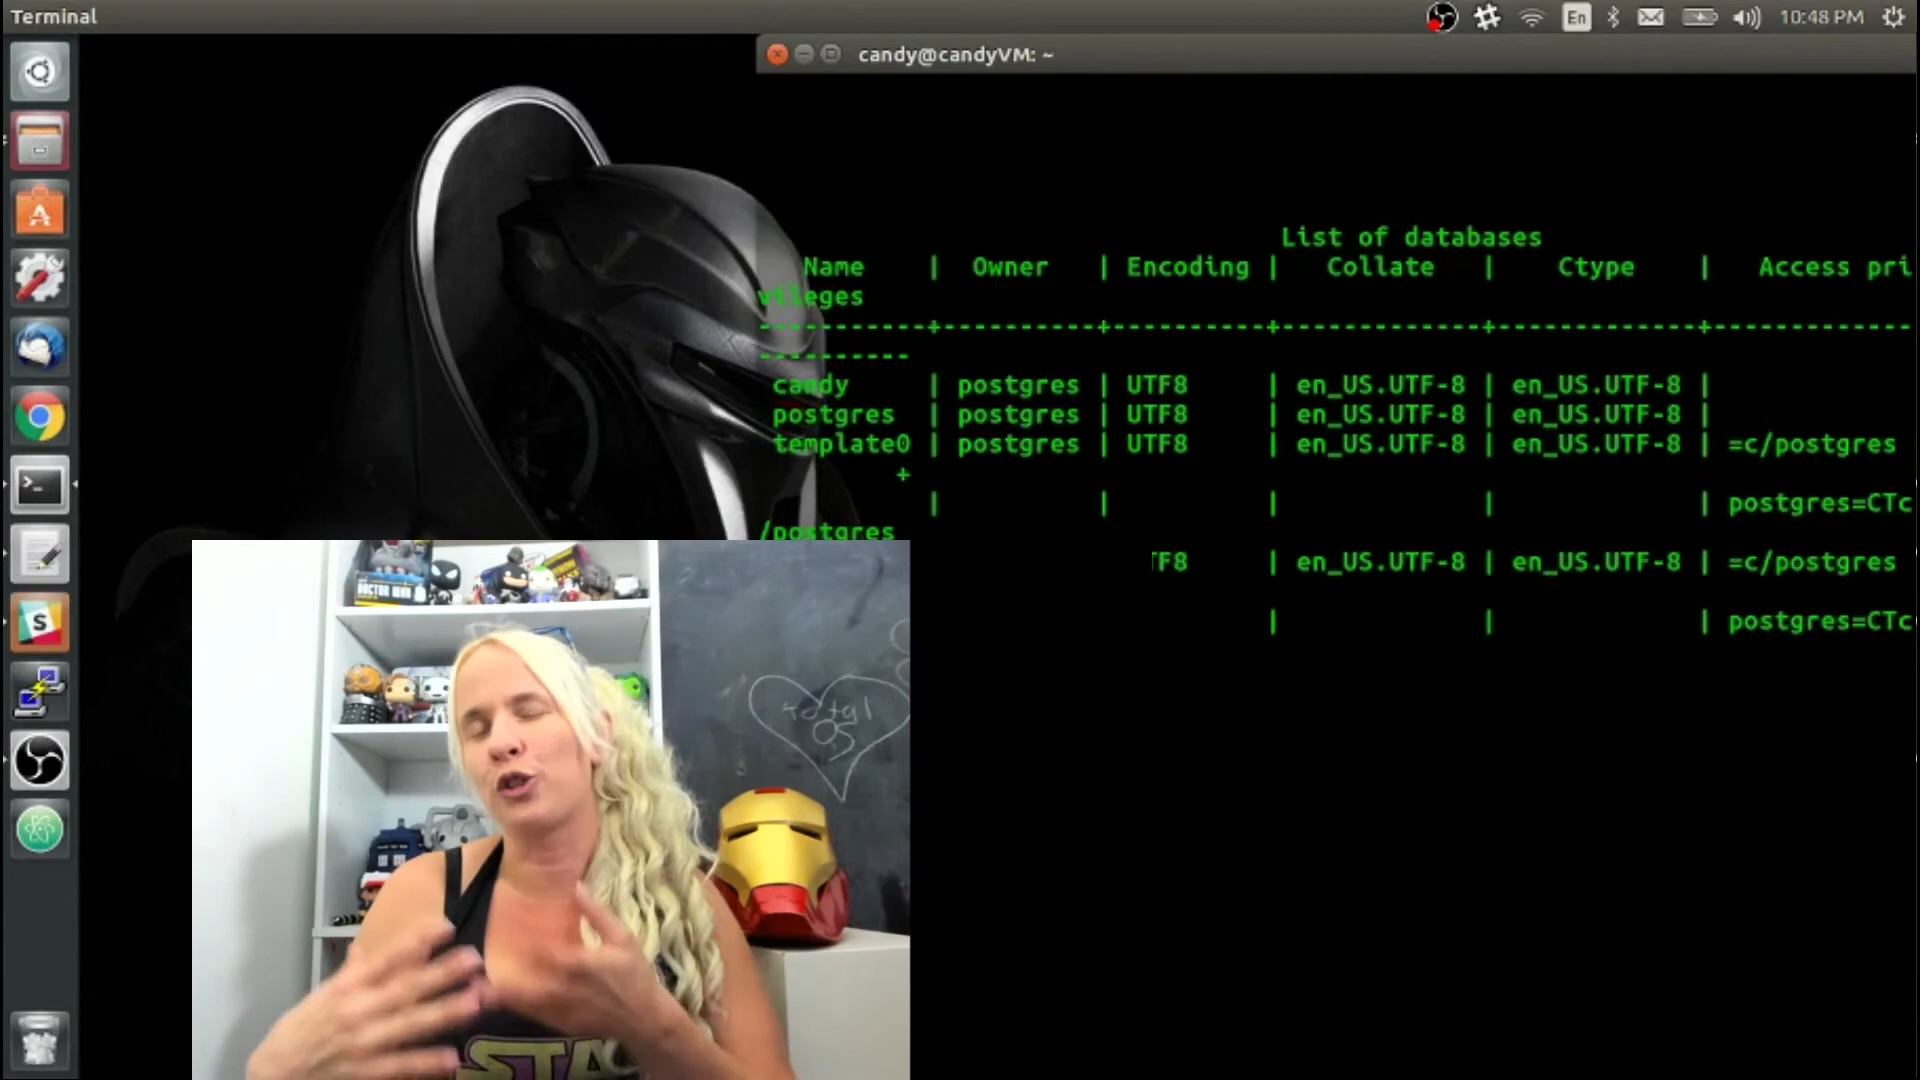 Terminal
En
10:48 PM
candy@candyVM: ~
List of databases
Name | Owner | Encoding | Collate | Ctype | Access pri
vileges
-----------+----------+----------+-------------+-------------+-------------
----------
candy | postgres | UTF8 | en_US.UTF-8 | en_US.UTF-8 |
postgres | postgres | UTF8 | en_US.UTF-8 | en_US.UTF-8 |
template0 | postgres | UTF8 | en_US.UTF-8 | en_US.UTF-8 | =c/postgres
+
| | | | | postgres=CTc
/postgres
TF8 | en_US.UTF-8 | en_US.UTF-8 | =c/postgres
| | | postgres=CTc
DOCTOR WHO
OS
STA